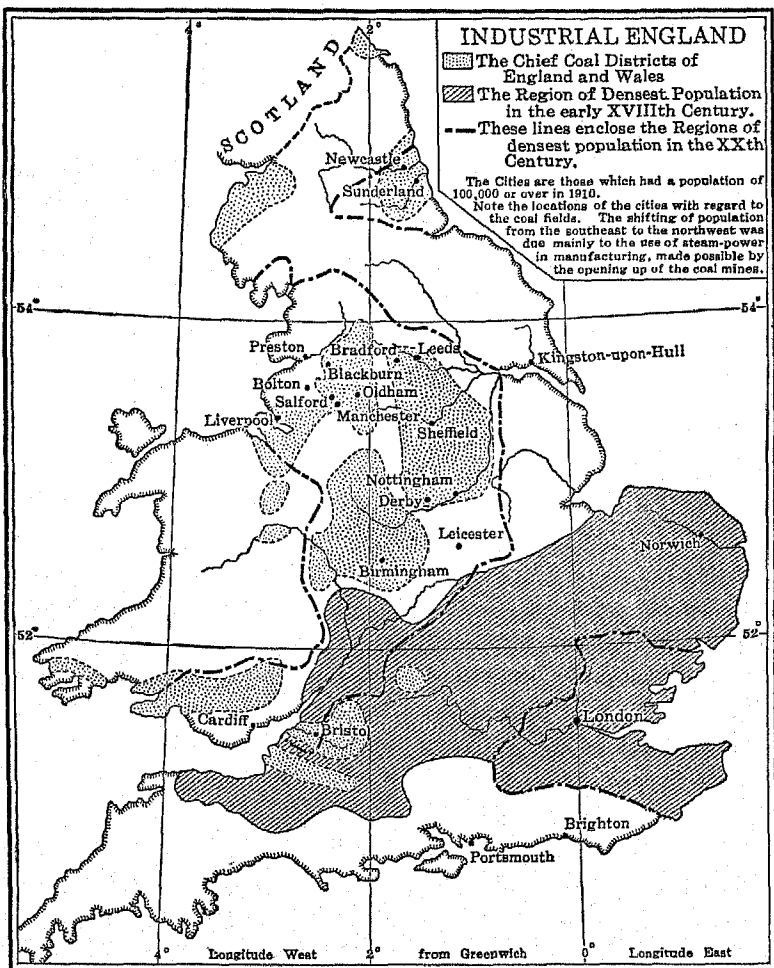 INDUSTRIAL ENGLAND
The Chief Coal Districts of
England and Wales
The Region of Densest Population
in the early XVIIIth Century.
These lines enclose the Regions of
densest population in the XXth
Century.
The Cities are those which had a population of
100,000 or over in 1910.
Note the locations of the cities with regard to
the coal fields. The shifting of population
from the southeast to the northwest was
due mainly to the use of steam-power
in manufacturing, made possible by
the opening up of the coal mines.
4°
2°
SCOTLAND
Newcastle
Sunderland
54°
54°
Preston
Bradford
Leeds
Kingston-upon-Hull
Blackburn
Bolton
Oldham
Salford
Liverpool
Manchester
Sheffield
Nottingham
Derby
Leicester
Norwich
Birmingham
52°
52°
Cardiff
Bristol
London
Brighton
Portsmouth
4°
Longitude West
2°
from Greenwich
0°
Longitude East